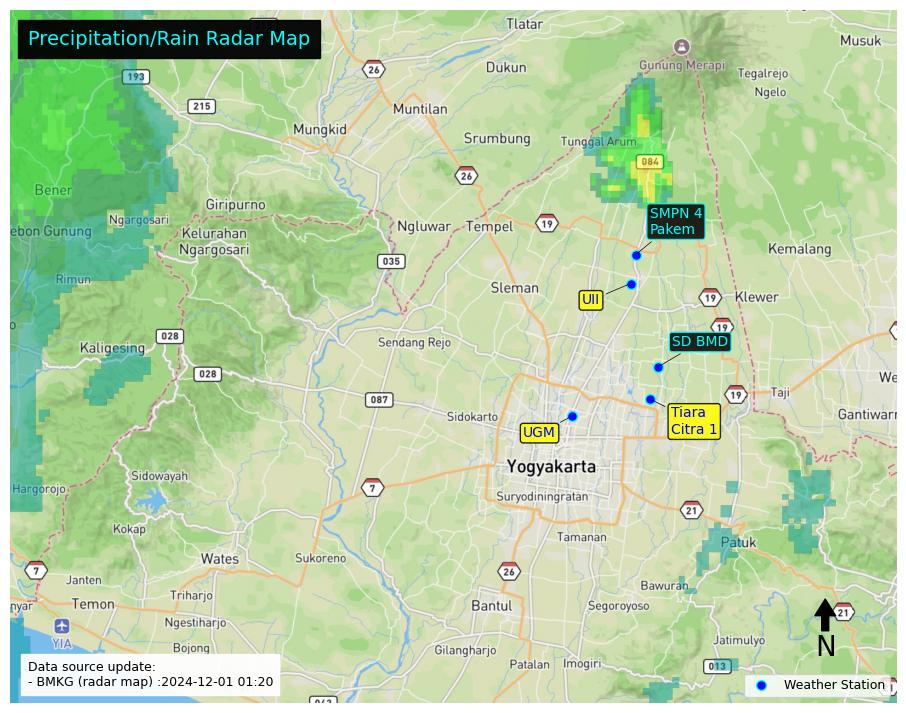 Precipitation/Rain Radar Map
Tlatar
Musuk
26
Dukun
Gunung Merapi
193
Tegalrejo
Ngelo
215
Muntilan
Mungkid
Srumbung
Tunggal Arum
084
26
Bener
Giripurno
Ngargosari
SMPN 4
Pakem
Ngluwar
Tempel
19
ebon Gunung
Kelurahan
Ngargosari
Kemalang
035
Rimun
Sleman
UII
19
Klewer
19
028
Sendang Rejo
SD BMD
Kaligesing
028
We
087
19
Taji
Sidokarto
Tiara
Citra 1
Gantiwarn
UGM
Yogyakarta
Sidowayah
Hargorojo
7
Suryodiningratan
21
Kokap
Tamanan
Patuk
Wates
Sukoreno
7
26
Janten
Bawuran
Triharjo
nyar
Temon
Bantul
Segoroyoso
21
Ngestiharjo
YIA
N
Bojong
Gilangharjo
Jatimulyo
Patalan
Imogiri
013
Data source update:
- BMKG (radar map) :2024-12-01 01:20
Weather Station